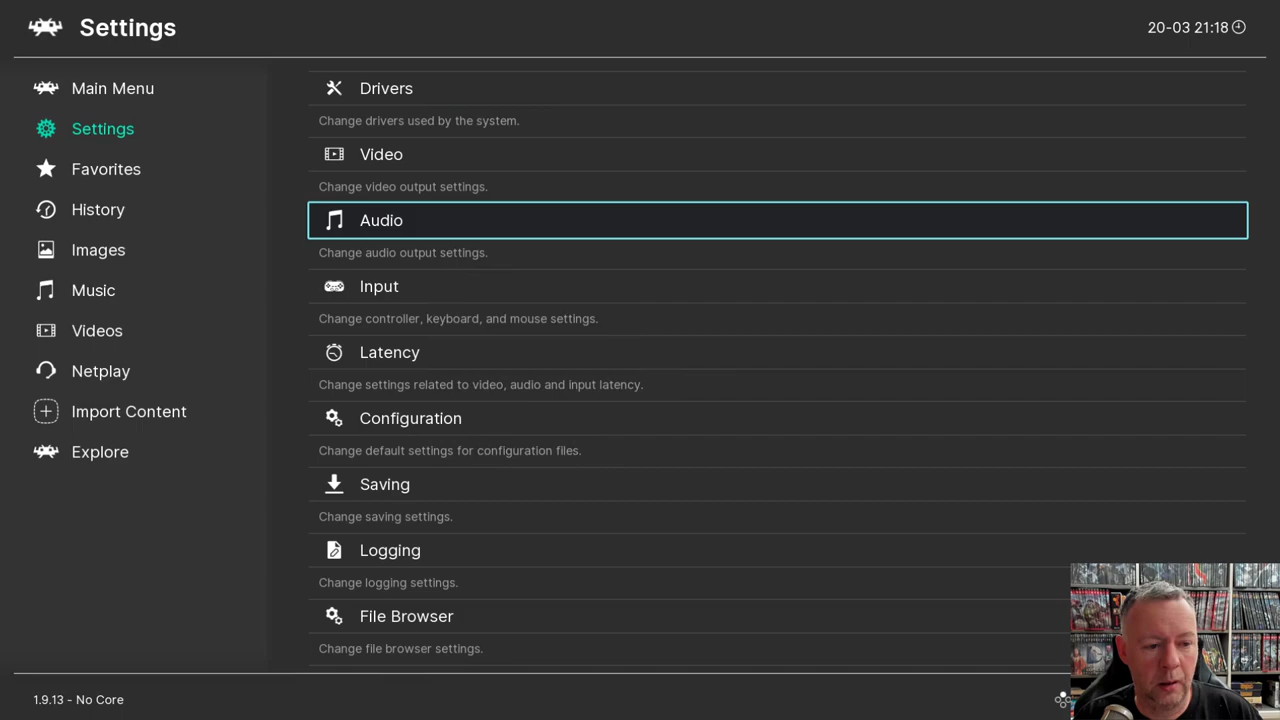 Settings
20-03 21:18
Main Menu
Settings
Favorites
History
Images
Music
Videos
Netplay
Import Content
Explore
Drivers
Change drivers used by the system.
Video
Change video output settings.
Audio
Change audio output settings.
Input
Change controller, keyboard, and mouse settings.
Latency
Change settings related to video, audio and input latency.
Configuration
Change default settings for configuration files.
Saving
Change saving settings.
Logging
Change logging settings.
File Browser
Change file browser settings.
1.9.13 - No Core